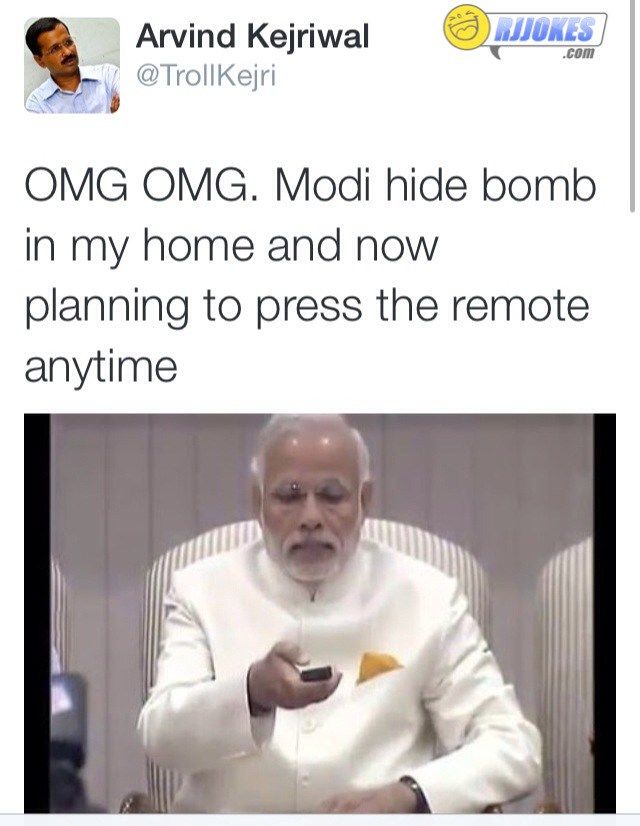 Arvind Kejriwal
@TrollKejri
RJJOKES
.com
OMG OMG. Modi hide bomb
in my home and now
planning to press the remote
anytime